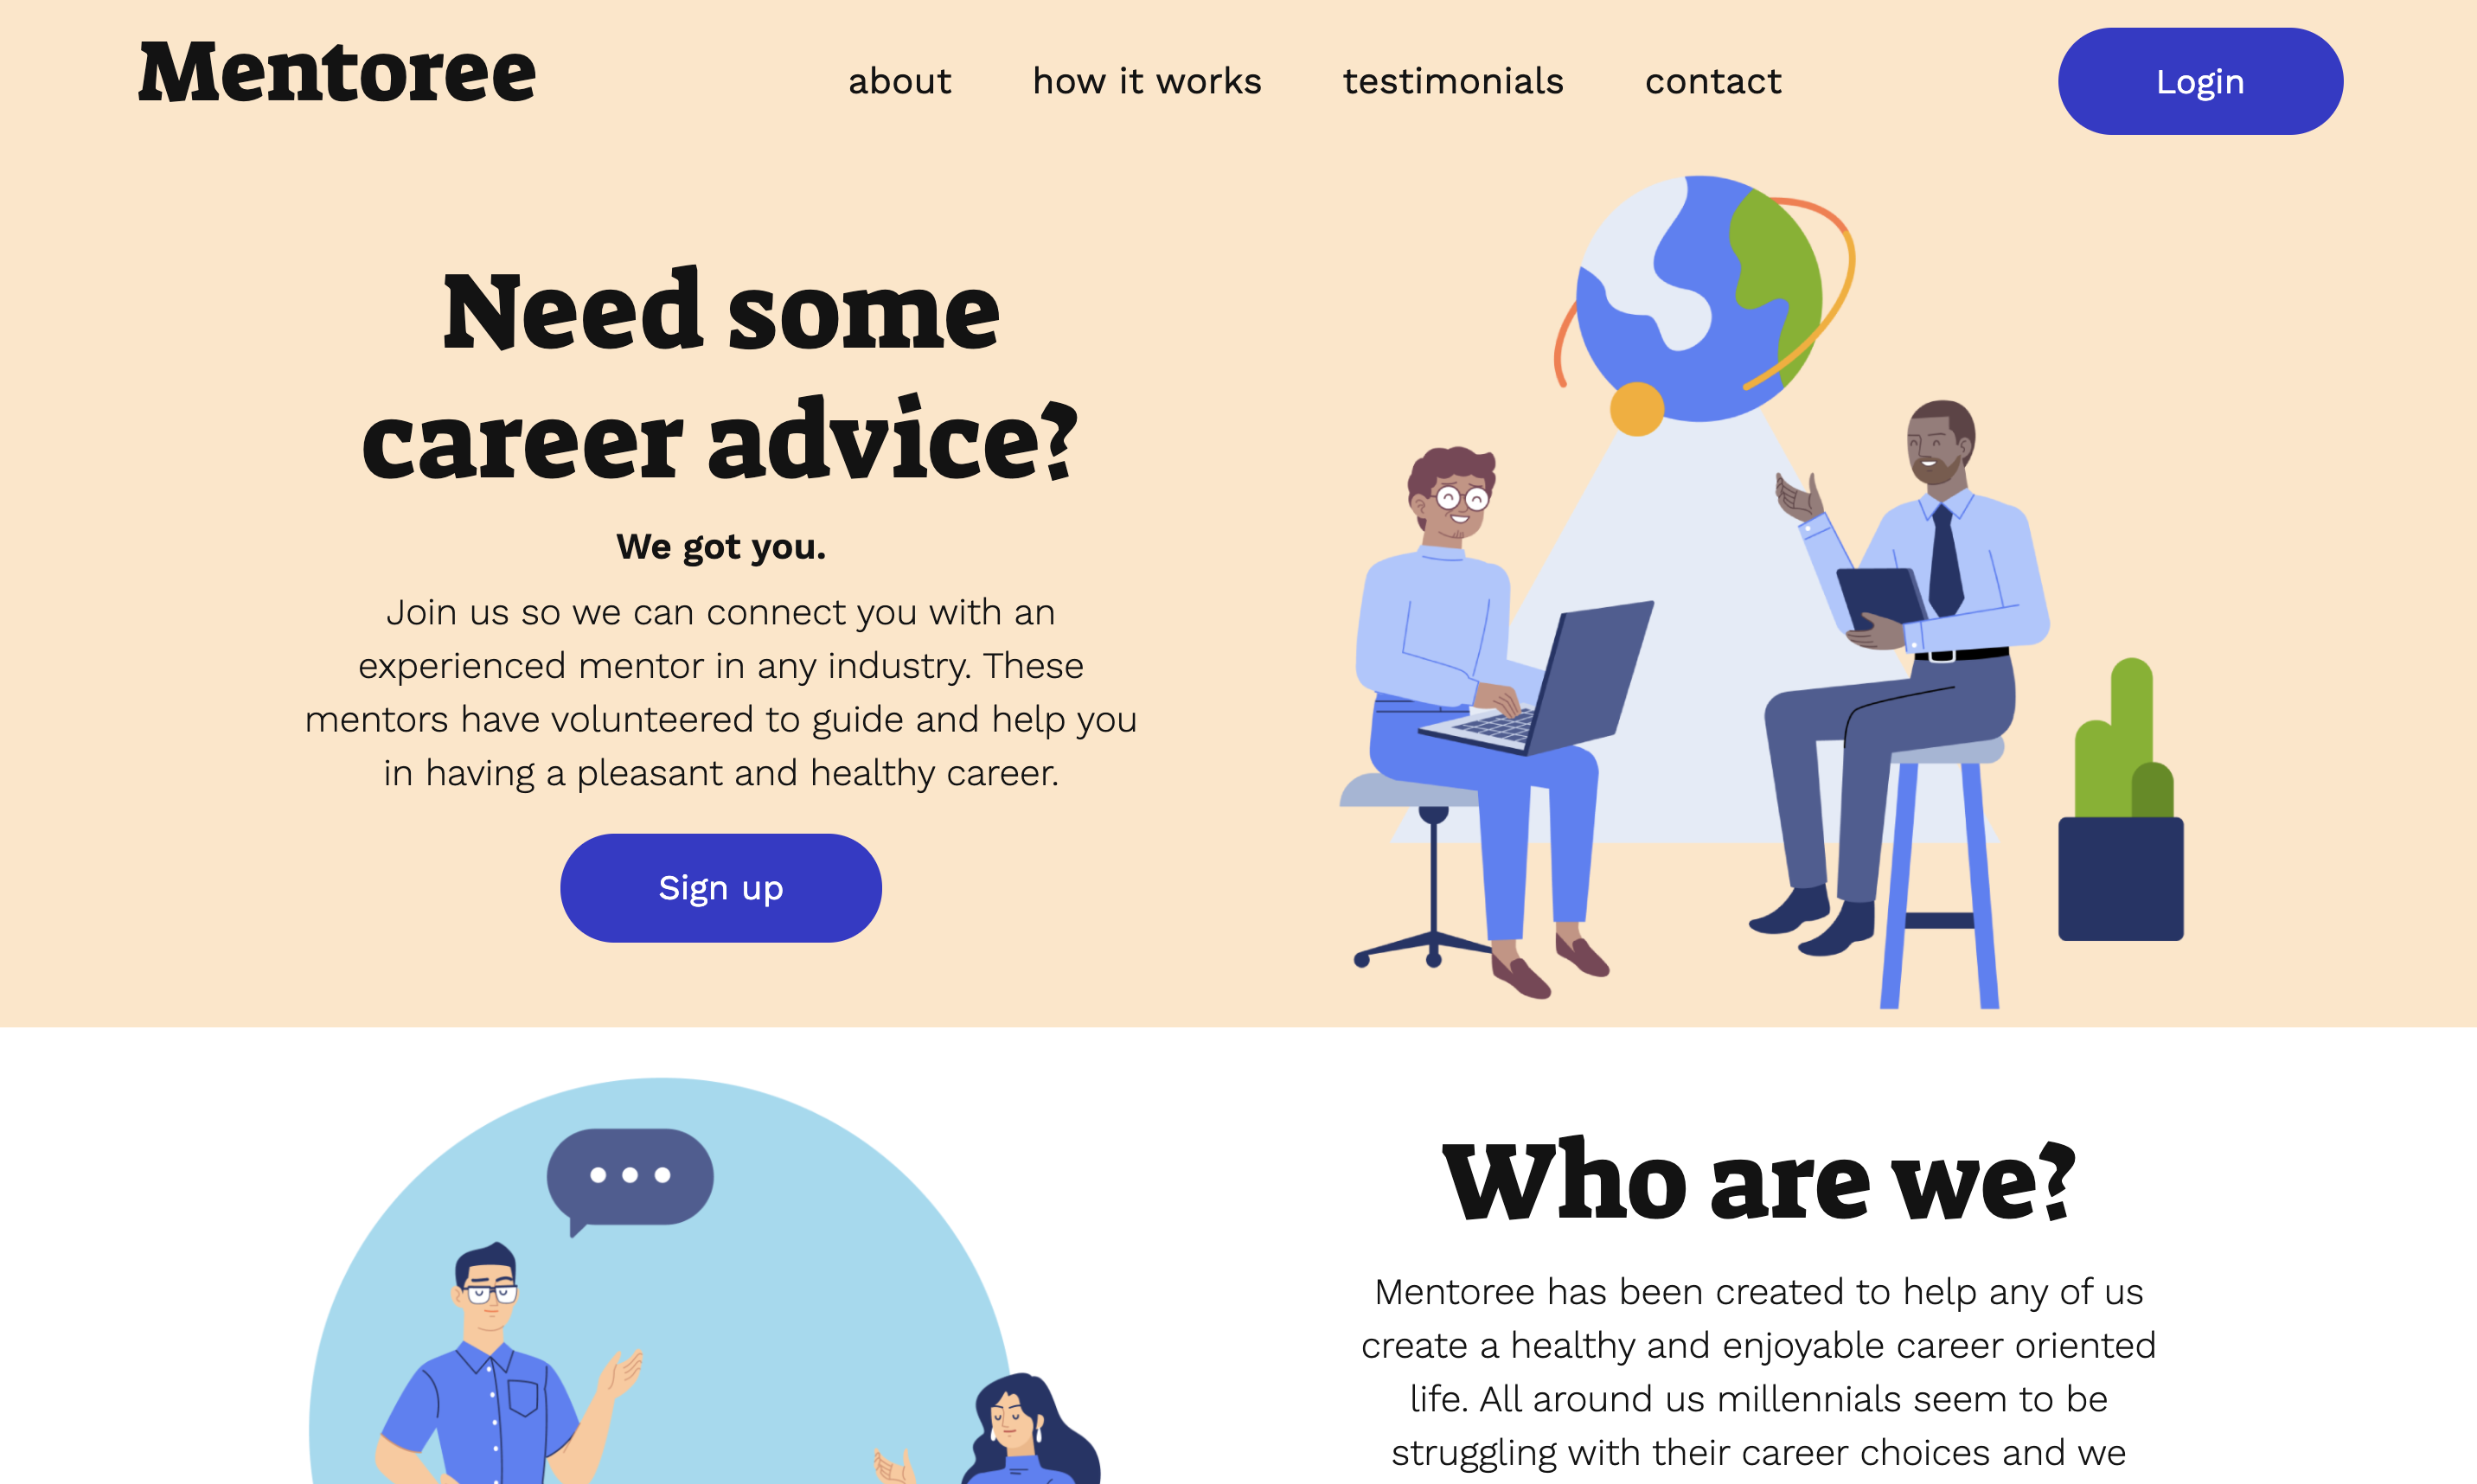 Mentoree
about
how it works
testimonials
contact
Login
Need some
career advice?
We got you.
Join us so we can connect you with an
experienced mentor in any industry. These
mentors have volunteered to guide and help you
in having a pleasant and healthy career.
Sign up
Who are we?
Mentoree has been created to help any of us
create a healthy and enjoyable career oriented
life. All around us millennials seem to be
struggling with their career choices and we